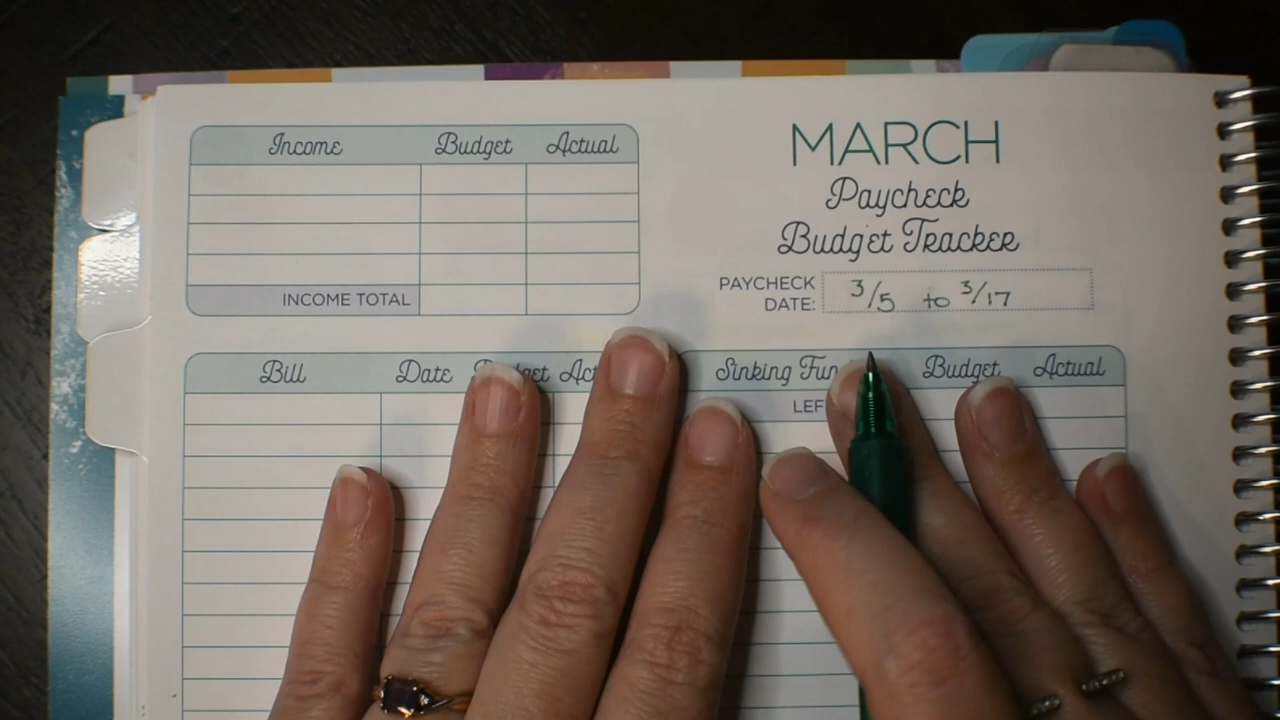 Income Budget Actual
INCOME TOTAL
MARCH
Paycheck
Budget Tracker
PAYCHECK
DATE: 3/5 to 3/17
Bill Date
Sinking Budget Actual